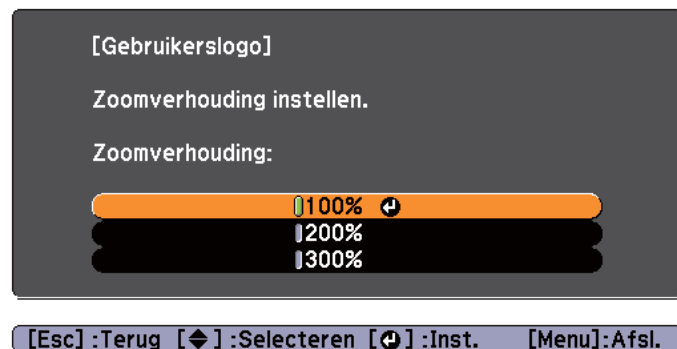 [Gebruikerslogo]
Zoomverhouding instellen.
Zoomverhouding:
100%
200%
300%
[Esc] :Terug [◆] :Selecteren [↵] :Inst. [Menu]:Afsl.